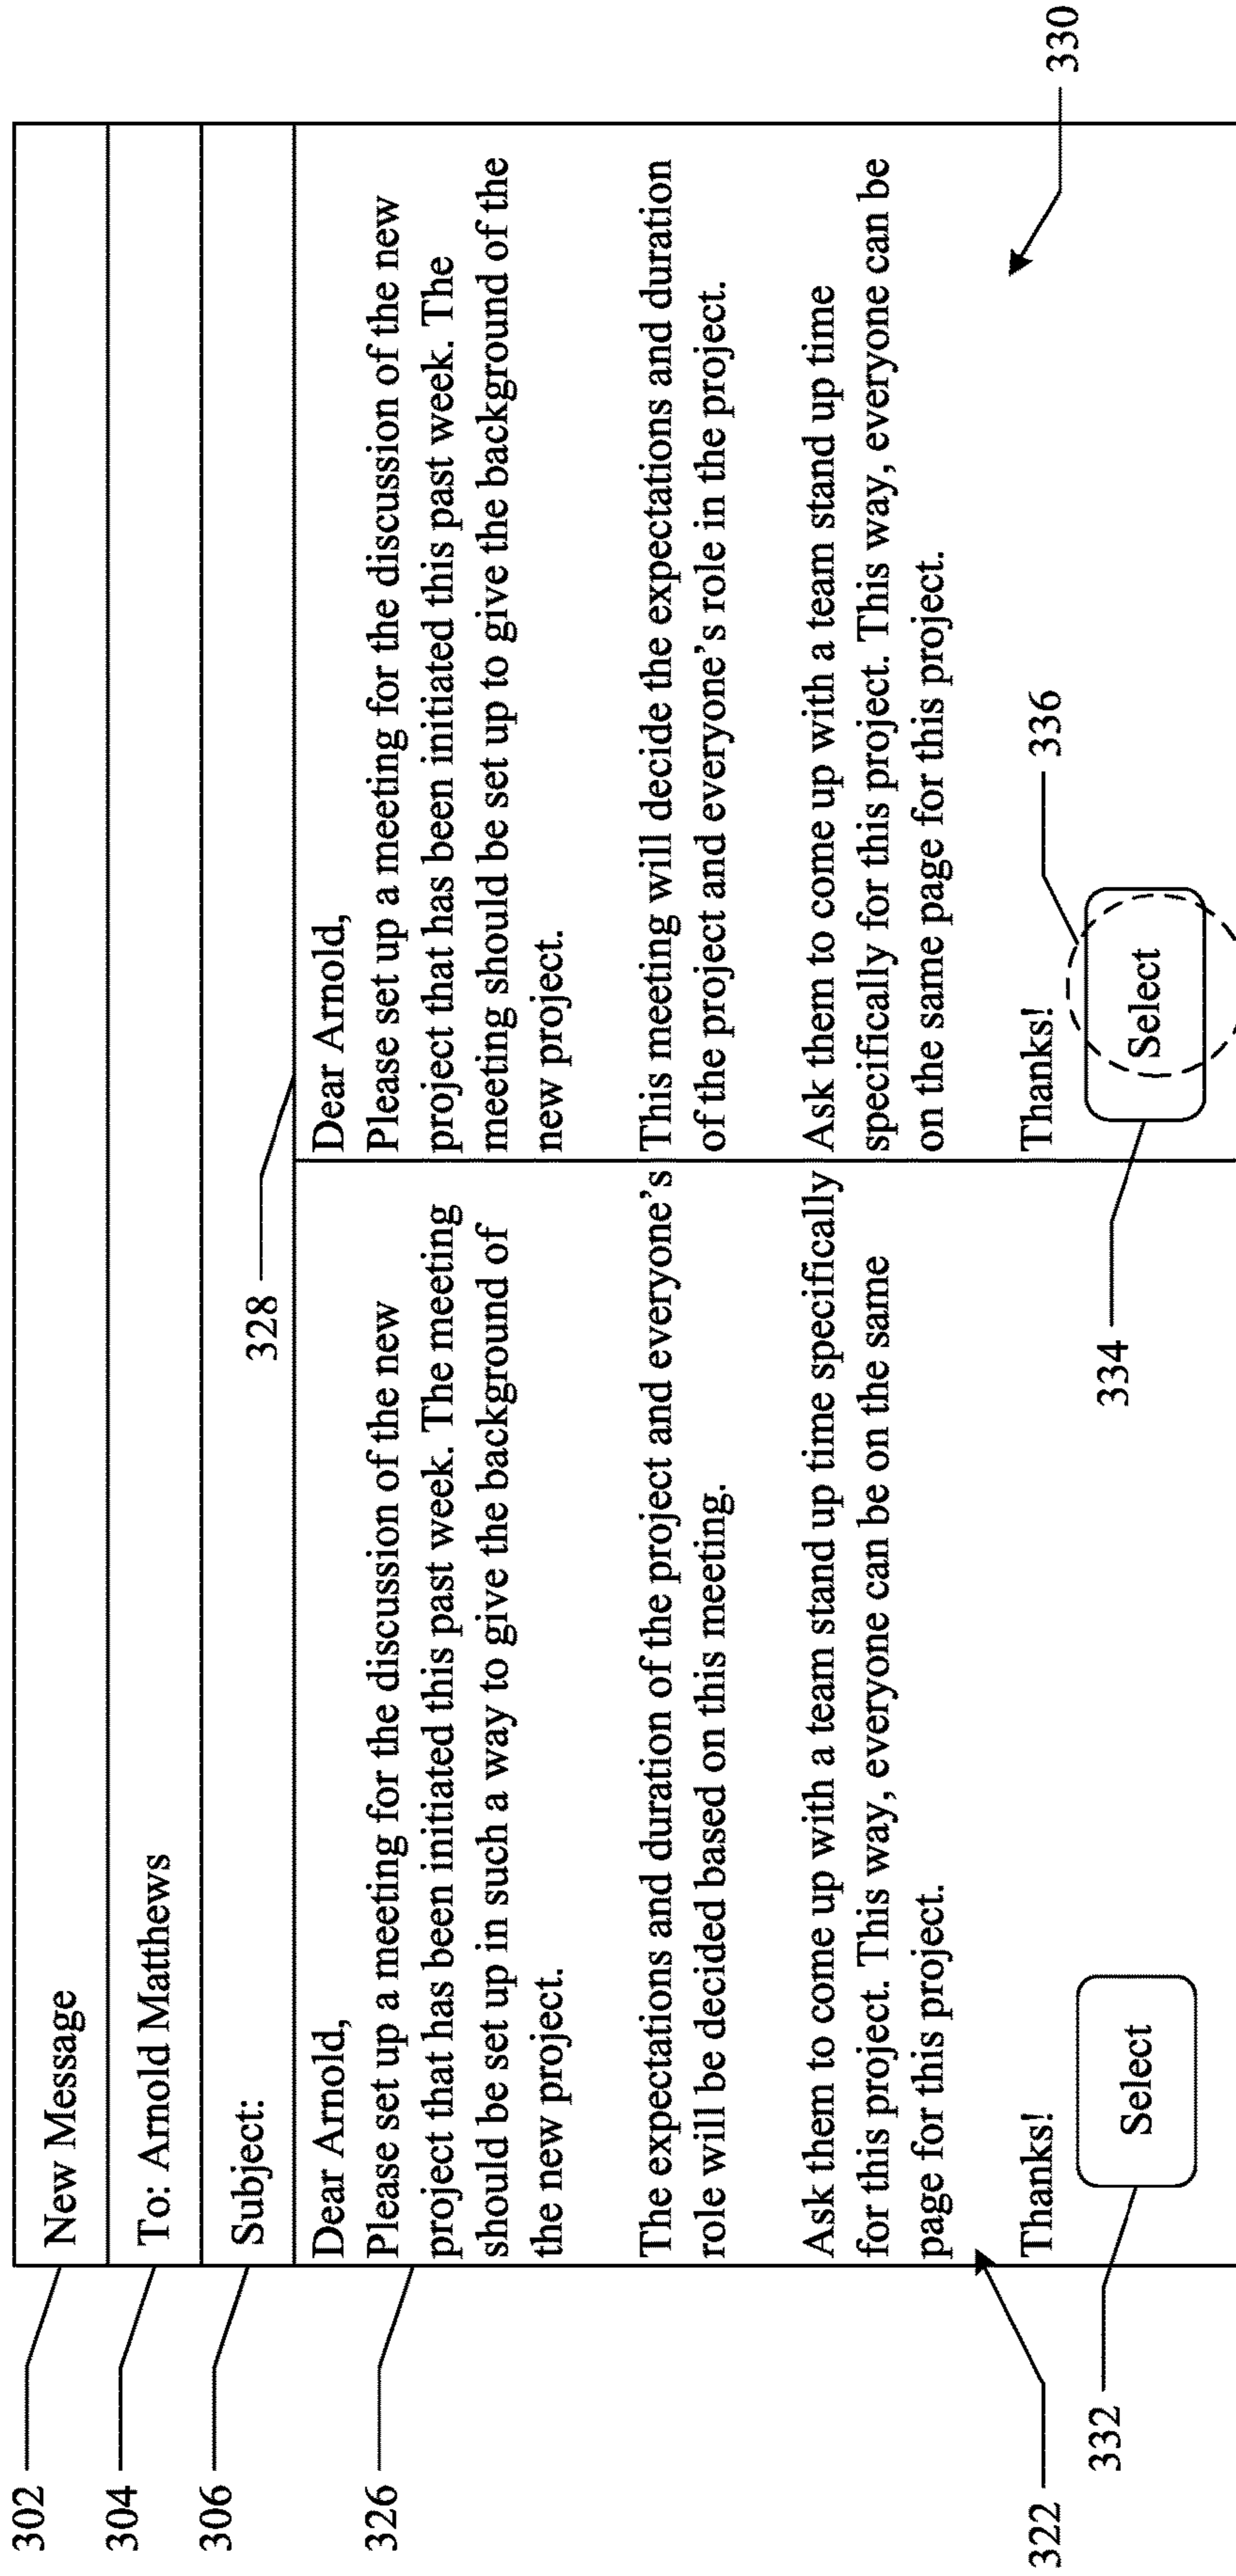 302
New Message
304
To: Arnold Matthews
306
Subject:
328
326
Dear Arnold,
Please set up a meeting for the discussion of the new
project that has been initiated this past week. The meeting
should be set up in such a way to give the background of
the new project.
The expectations and duration of the project and everyone's
role will be decided based on this meeting.
Ask them to come up with a team stand up time specifically
for this project. This way, everyone can be on the same
page for this project.
Thanks!
322
332
Select
Dear Arnold,
Please set up a meeting for the discussion of the new
project that has been initiated this past week. The
meeting should be set up to give the background of the
new project.
This meeting will decide the expectations and duration
of the project and everyone's role in the project.
Ask them to come up with a team stand up time
specifically for this project. This way, everyone can be
on the same page for this project.
Thanks!
336
334
Select
330